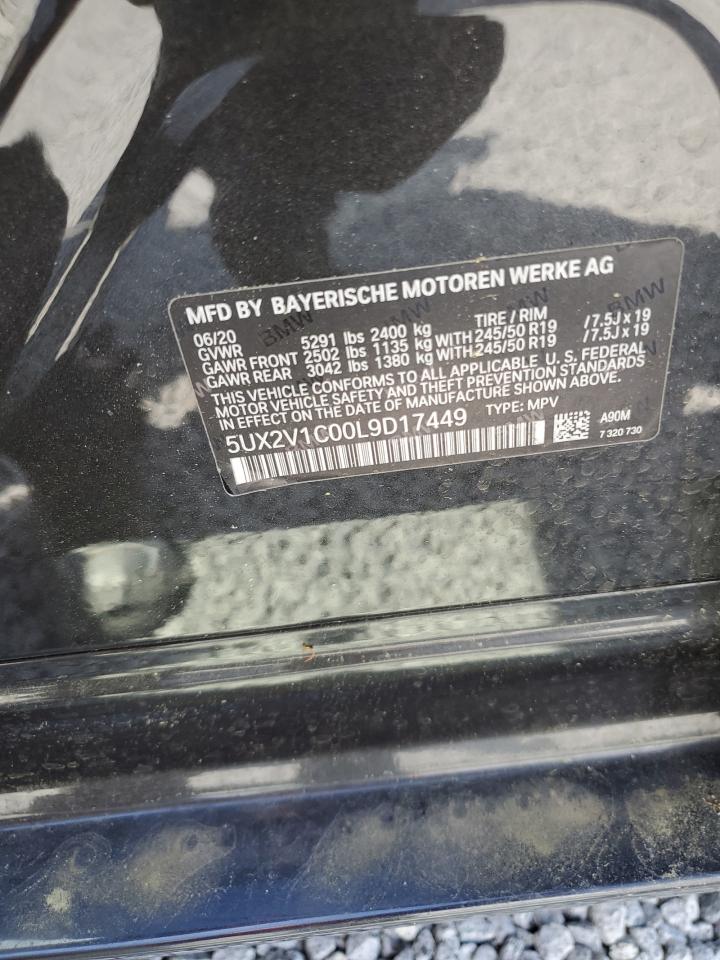 MFD BY BAYERISCHE MOTOREN WERKE AG
06/20 TIRE / RIM
GVWR 5291 lbs 2400 kg
GAWR FRONT 2502 lbs 1135 kg WITH 245/50 R19 / 7.5J x 19
GAWR REAR 3042 lbs 1380 kg WITH 245/50 R19 / 7.5J x 19
THIS VEHICLE CONFORMS TO ALL APPLICABLE U. S. FEDERAL
MOTOR VEHICLE SAFETY AND THEFT PREVENTION STANDARDS
IN EFFECT ON THE DATE OF MANUFACTURE SHOWN ABOVE.
5UX2V1C00L9D17449 TYPE: MPV
A90M
7 320 730